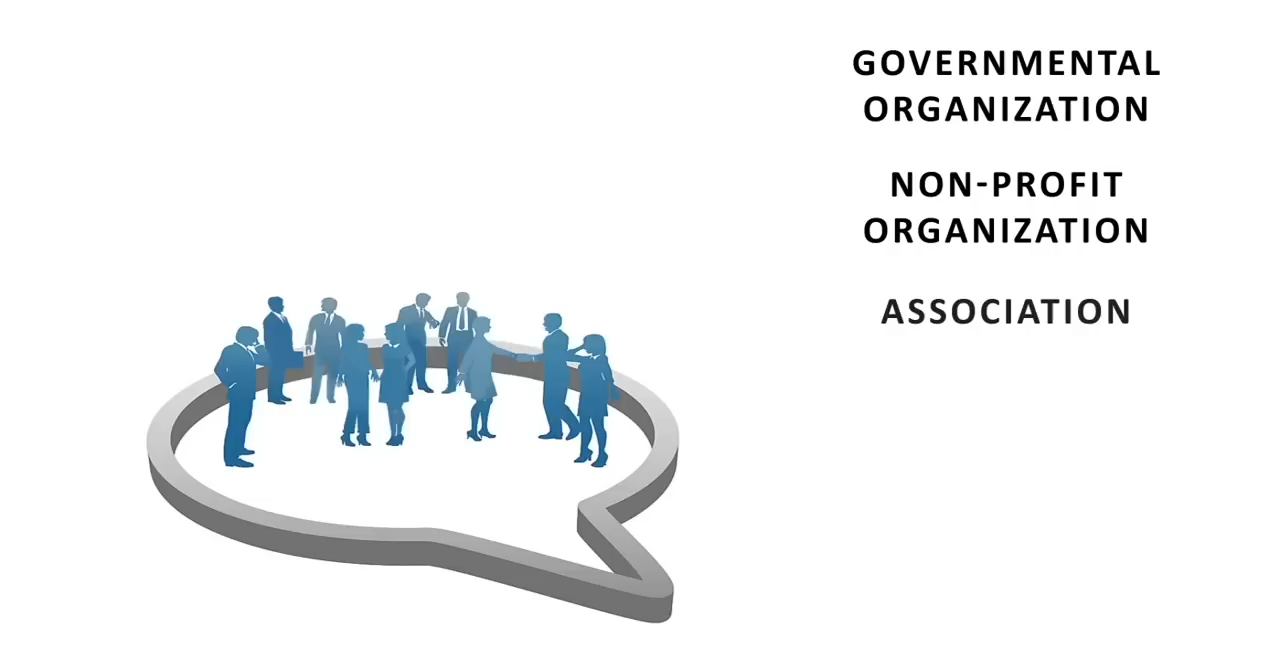 GOVERNMENTAL
ORGANIZATION
NON-PROFIT
ORGANIZATION
ASSOCIATION